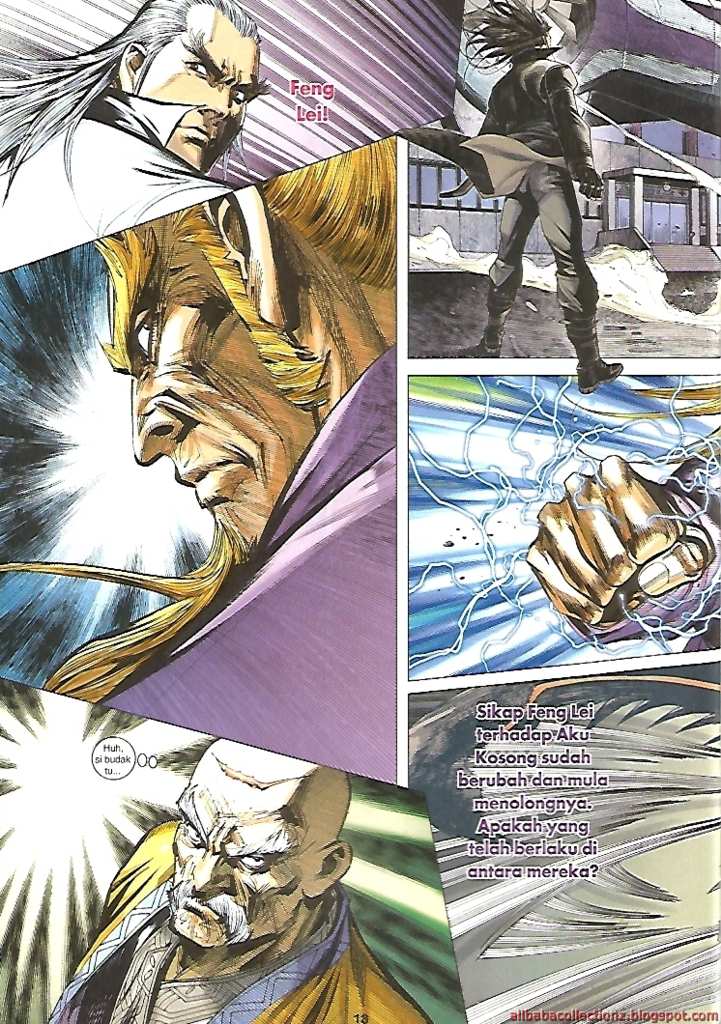 Feng
Lei!
Huh,
si budak
tu...
Sikap Feng Lei
terhadap Aku
Kosong sudah
berubah dan mula
menolongnya.
Apakah yang
telah berlaku di
antara mereka?
13
alibabacollectionz.blogspot.com